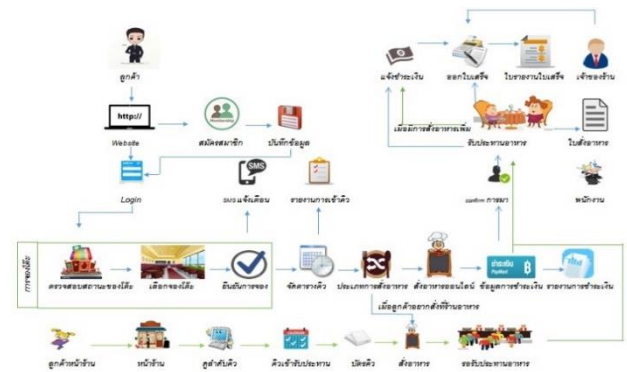 ลูกค้า
http://
Website
สมัครสมาชิก
บันทึกข้อมูล
แจ้งชำระเงิน
ออกใบเสร็จ
ใบรายงานใบเสร็จ
เจ้าของร้าน
เมื่อมีการสั่งอาหารเพิ่ม
รับประทานอาหาร
ใบสั่งอาหาร
Login
SMS
SMS แจ้งเตือน
รายงานการเข้าคิว
confirm การมา
พนักงาน
การจองโต๊ะ
ตรวจสอบสถานะของโต๊ะ
เลือกจองโต๊ะ
ยืนยันการจอง
จัดตารางคิว
ประเภทการสั่งอาหาร
สั่งอาหารออนไลน์
ชำระเงิน
Payment
ข้อมูลการชำระเงิน
รายงานการชำระเงิน
เมื่อลูกค้าอยากสั่งที่ร้านอาหาร
ลูกค้าหน้าร้าน
หน้าร้าน
ดูลำดับคิว
คิวเข้ารับประทาน
บัตรคิว
สั่งอาหาร
รอรับประทานอาหาร